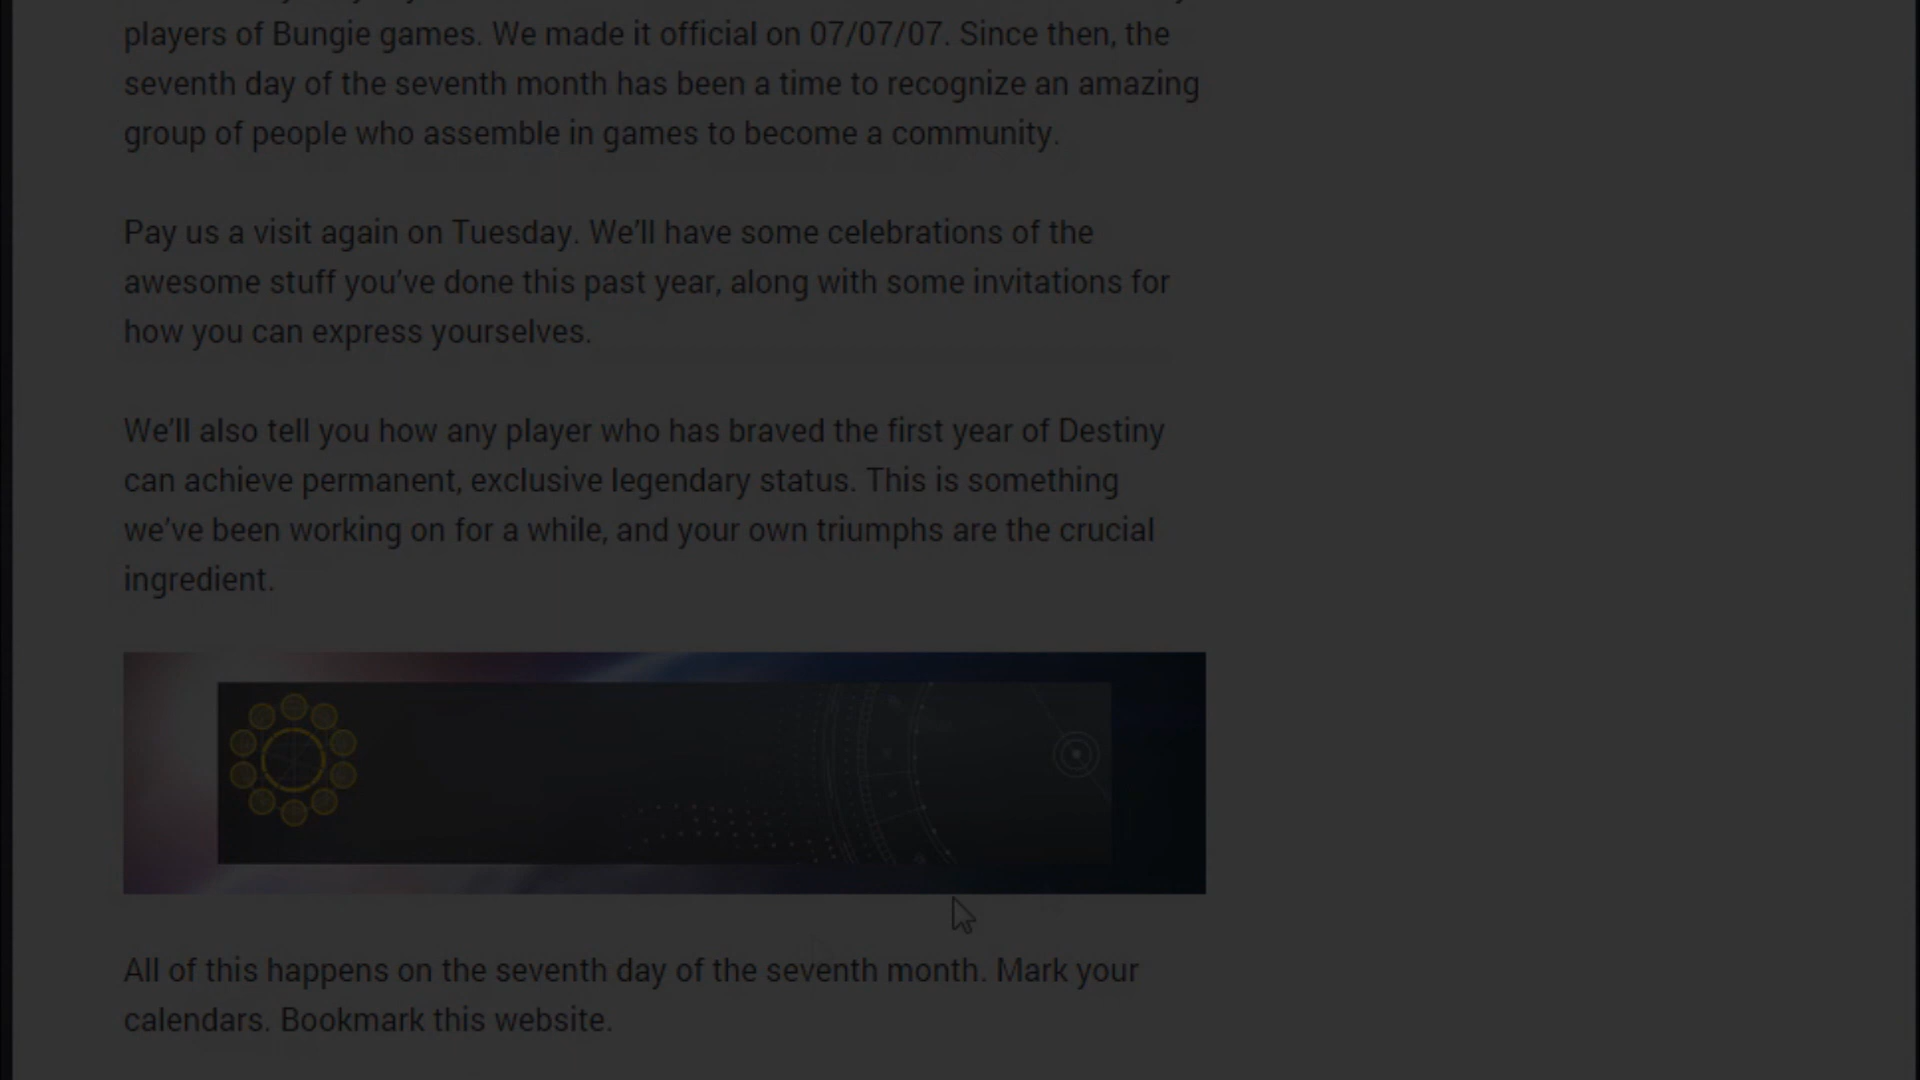 players of Bungie games. We made it official on 07/07/07. Since then, the
seventh day of the seventh month has been a time to recognize an amazing
group of people who assemble in games to become a community.
Pay us a visit again on Tuesday. We’ll have some celebrations of the
awesome stuff you’ve done this past year, along with some invitations for
how you can express yourselves.
We’ll also tell you how any player who has braved the first year of Destiny
can achieve permanent, exclusive legendary status. This is something
we’ve been working on for a while, and your own triumphs are the crucial
ingredient.
All of this happens on the seventh day of the seventh month. Mark your
calendars. Bookmark this website.